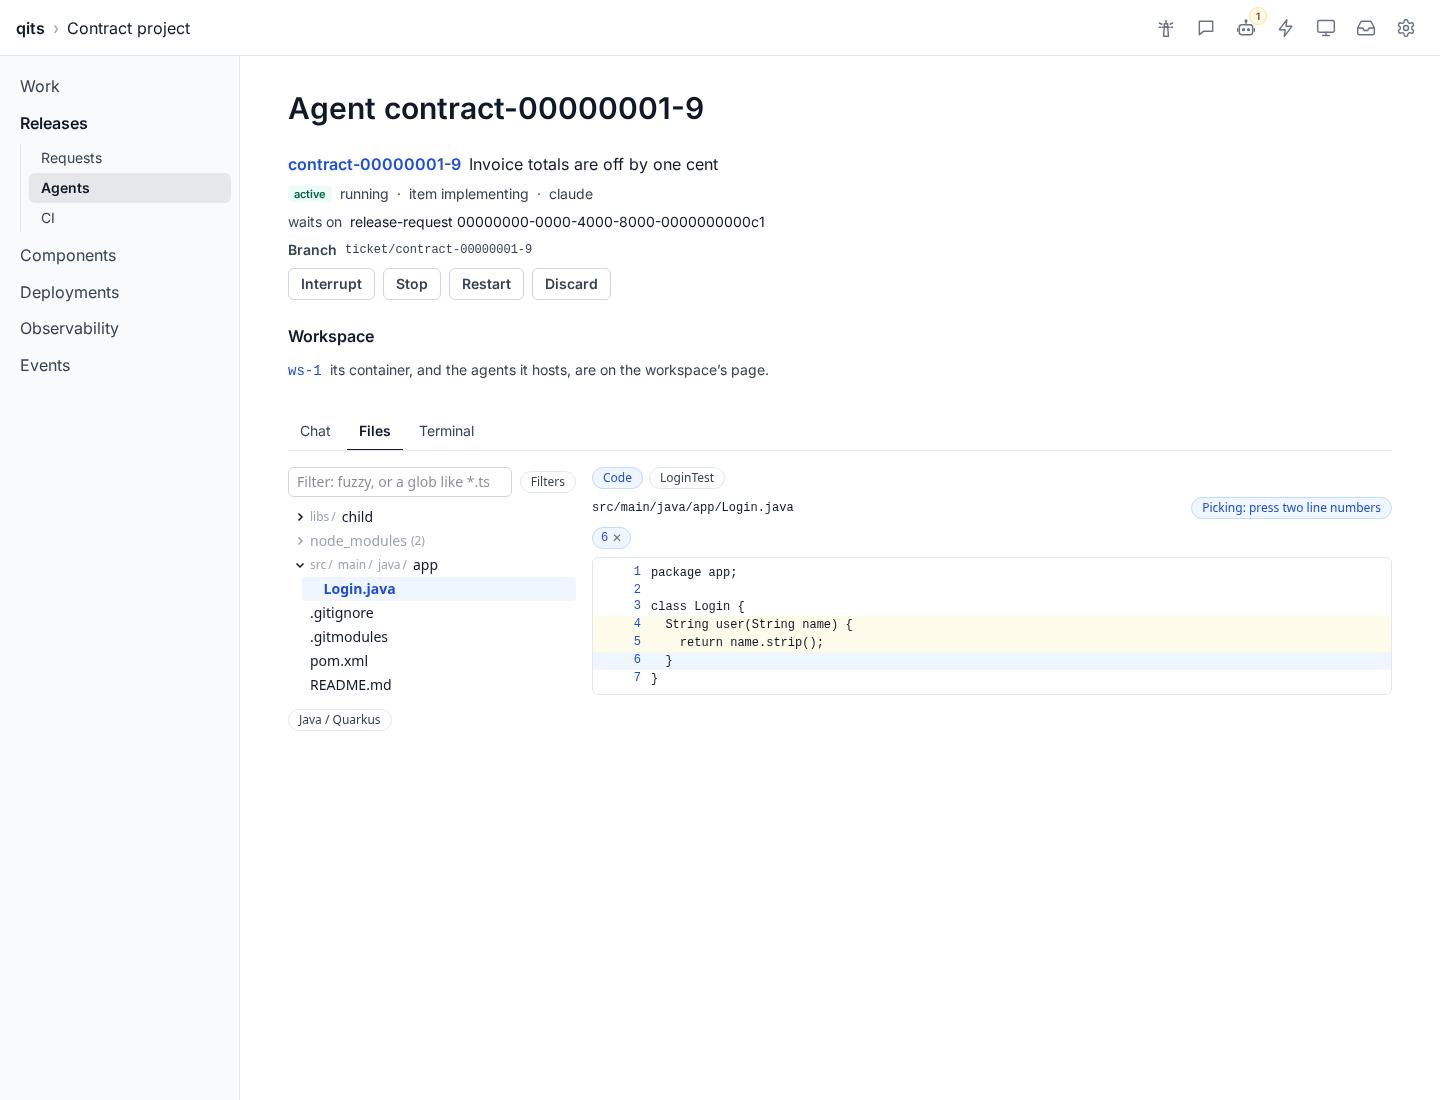 qits › Contract project
1
Work
Releases
Requests
Agents
CI
Components
Deployments
Observability
Events
Agent contract-00000001-9
contract-00000001-9 Invoice totals are off by one cent
active running · item implementing · claude
waits on release-request 00000000-0000-4000-8000-0000000000c1
Branch ticket/contract-00000001-9
Interrupt Stop Restart Discard
Workspace
ws-1 its container, and the agents it hosts, are on the workspace’s page.
Chat Files Terminal
Filter: fuzzy, or a glob like *.ts Filters
libs/ child
node_modules (2)
src/ main/ java/ app
Login.java
.gitignore
.gitmodules
pom.xml
README.md
Java / Quarkus
Code LoginTest
src/main/java/app/Login.java Picking: press two line numbers
6 ×
1 package app;
2
3 class Login {
4   String user(String name) {
5     return name.strip();
6   }
7 }